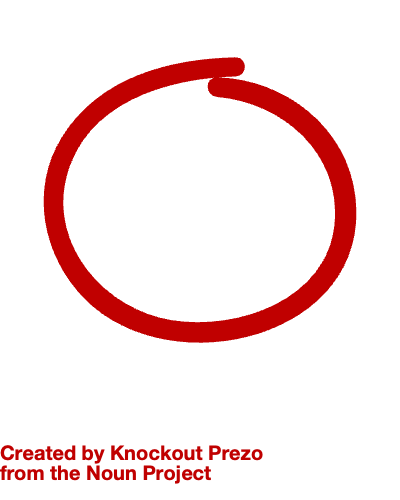 Created by Knockout Prezo
from the Noun Project